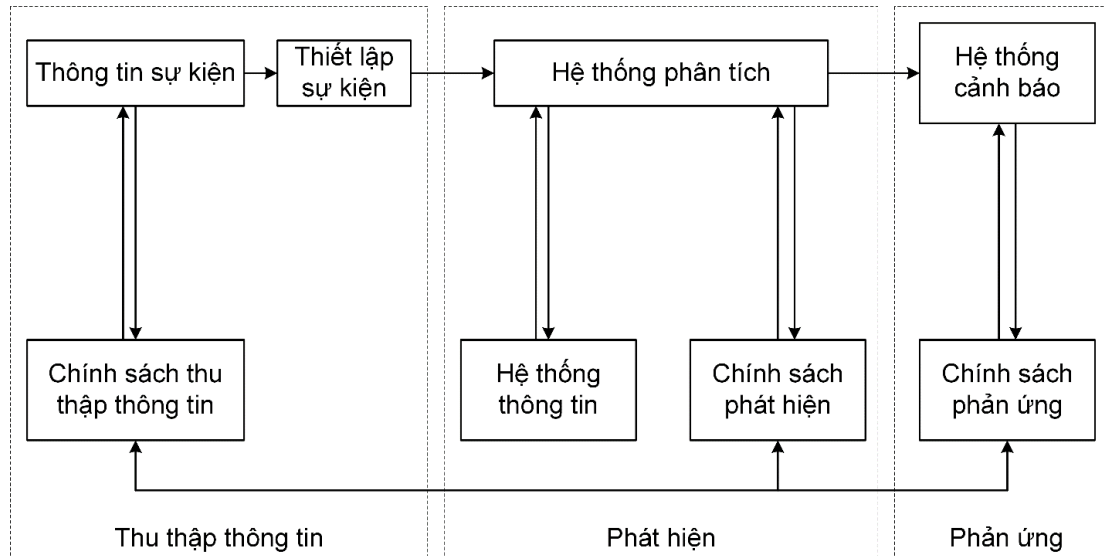 Thông tin sự kiện
Thiết lập
sự kiện
Hệ thống phân tích
Hệ thống
cảnh báo
Chính sách thu
thập thông tin
Hệ thống
thông tin
Chính sách
phát hiện
Chính sách
phản ứng
Thu thập thông tin
Phát hiện
Phản ứng